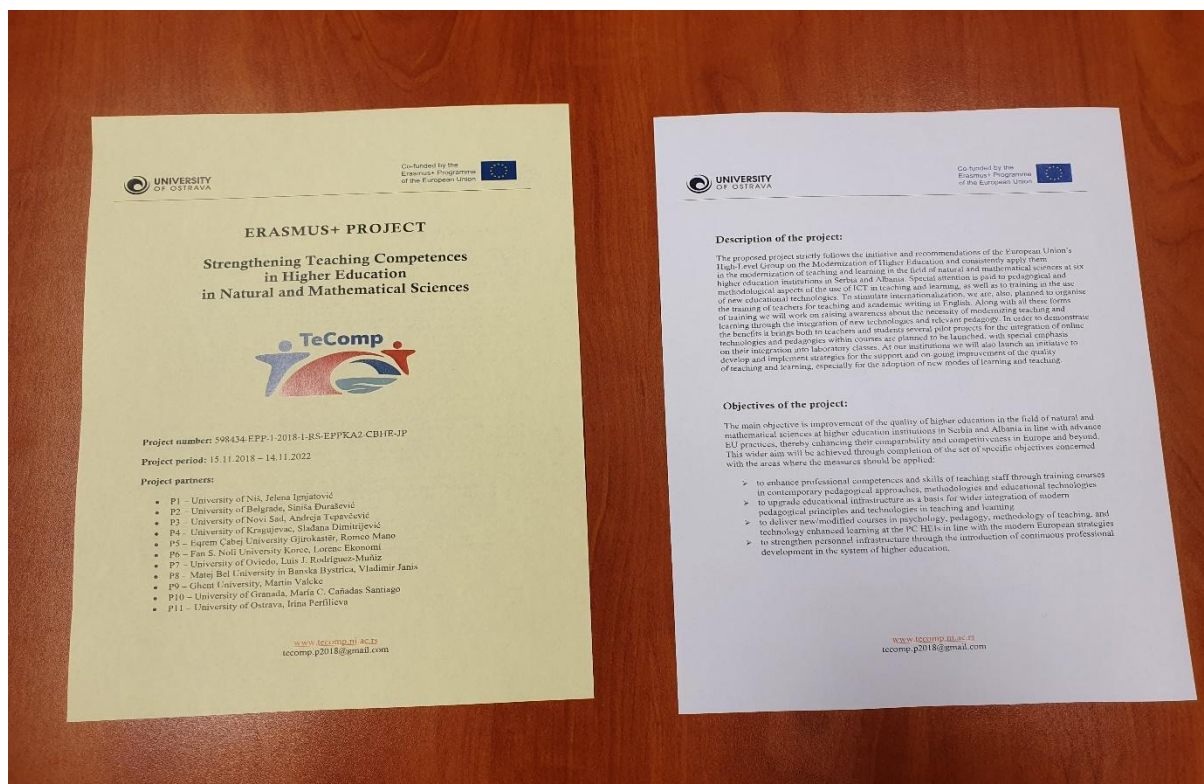 UNIVERSITY
OF OSTRAVA
Co-funded by the
Erasmus+ Programme
of the European Union
ERASMUS+ PROJECT
Strengthening Teaching Competences
in Higher Education
in Natural and Mathematical Sciences
TeComp
Project number: 598434-EPP-1-2018-1-RS-EPPKA2-CBHE-JP
Project period: 15.11.2018 – 14.11.2022
Project partners:
• P1 – University of Niš, Jelena Ignjatović
• P2 – University of Belgrade, Siniša Đurašević
• P3 – University of Novi Sad, Andreja Tepavčević
• P4 – University of Kragujevac, Slađana Dimitrijević
• P5 – Eqrem Çabej University Gjirokastër, Romeo Mano
• P6 – Fan S. Noli University Korce, Lorenc Ekonomi
• P7 – University of Oviedo, Luis J. Rodríguez-Muñiz
• P8 – Matej Bel University in Banska Bystrica, Vladimir Janis
• P9 – Ghent University, Martin Valcke
• P10 – University of Granada, María C. Cañadas Santiago
• P11 – University of Ostrava, Irina Perfilieva
www.tecomp.ni.ac.rs
tecomp.p2018@gmail.com
UNIVERSITY
OF OSTRAVA
Co-funded by the
Erasmus+ Programme
of the European Union
Description of the project:
The proposed project strictly follows the initiative and recommendations of the European Union's
High-Level Group on the Modernization of Higher Education and consistently apply them
in the modernization of teaching and learning in the field of natural and mathematical sciences at six
higher education institutions in Serbia and Albania. Special attention is paid to pedagogical and
methodological aspects of the use of ICT in teaching and learning, as well as to training in the use
of new educational technologies. To stimulate internationalization, we are, also, planned to organise
the training of teachers for teaching and academic writing in English. Along with all these forms
of training we will work on raising awareness about the necessity of modernizing teaching and
learning through the integration of new technologies and relevant pedagogy. In order to demonstrate
the benefits it brings both to teachers and students several pilot projects for the integration of online
technologies and pedagogies within courses are planned to be launched, with special emphasis
on their integration into laboratory classes. At our institutions we will also launch an initiative to
develop and implement strategies for the support and on-going improvement of the quality
of teaching and learning, especially for the adoption of new modes of learning and teaching.
Objectives of the project:
The main objective is improvement of the quality of higher education in the field of natural and
mathematical sciences at higher education institutions in Serbia and Albania in line with advance
EU practices, thereby enhancing their comparability and competitiveness in Europe and beyond.
This wider aim will be achieved through completion of the set of specific objectives concerned
with the areas where the measures should be applied:
➢ to enhance professional competences and skills of teaching staff through training courses
in contemporary pedagogical approaches, methodologies and educational technologies
➢ to upgrade educational infrastructure as a basis for wider integration of modern
pedagogical principles and technologies in teaching and learning
➢ to deliver new/modified courses in psychology, pedagogy, methodology of teaching, and
technology enhanced learning at the PC HEIs in line with the modern European strategies
➢ to strengthen personnel infrastructure through the introduction of continuous professional
development in the system of higher education.
www.tecomp.ni.ac.rs
tecomp.p2018@gmail.com